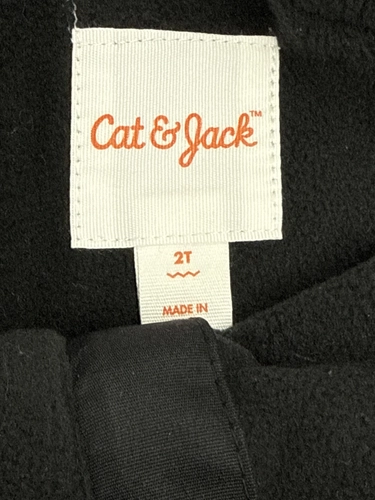 Cat & Jack™
2T
MADE IN